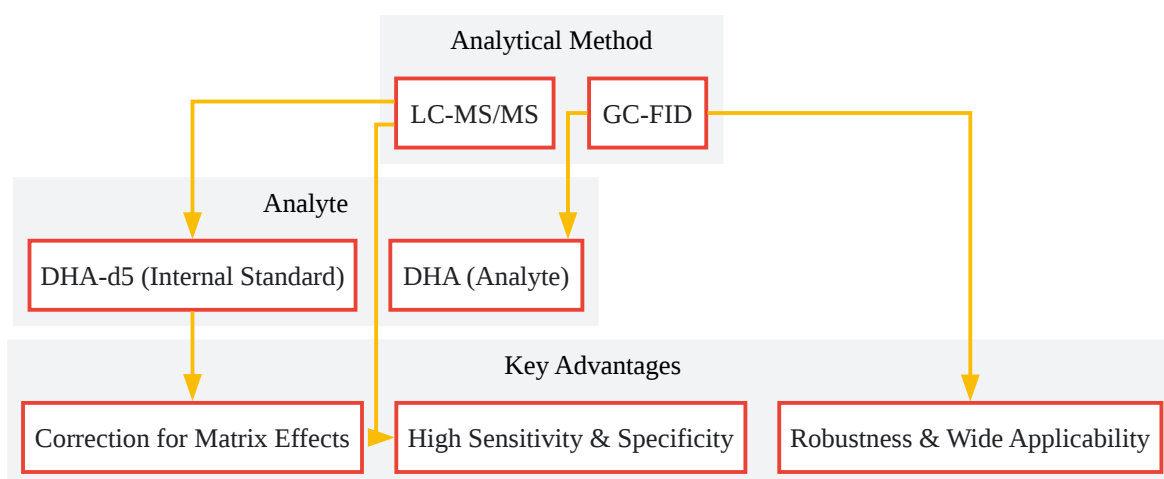 Analytical Method
LC-MS/MS
GC-FID
Analyte
DHA-d5 (Internal Standard)
DHA (Analyte)
Key Advantages
Correction for Matrix Effects
High Sensitivity & Specificity
Robustness & Wide Applicability